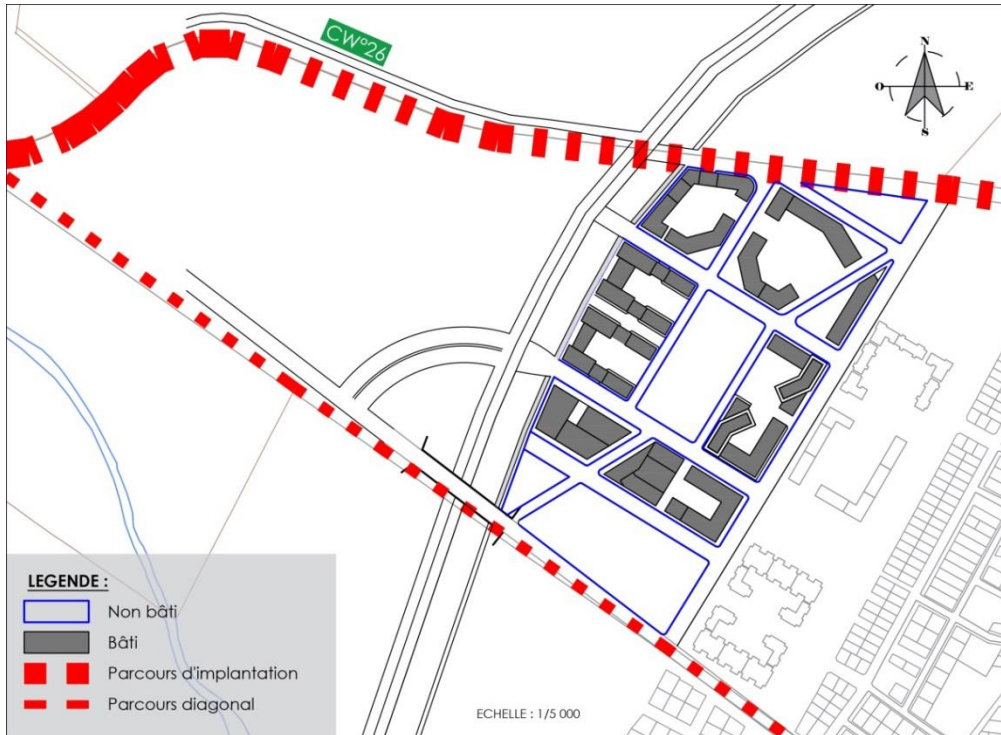 CW°26
N
O
E
S
LEGENDE :
Non bâti
Bâti
Parcours d'implantation
Parcours diagonal
ECHELLE : 1/5 000